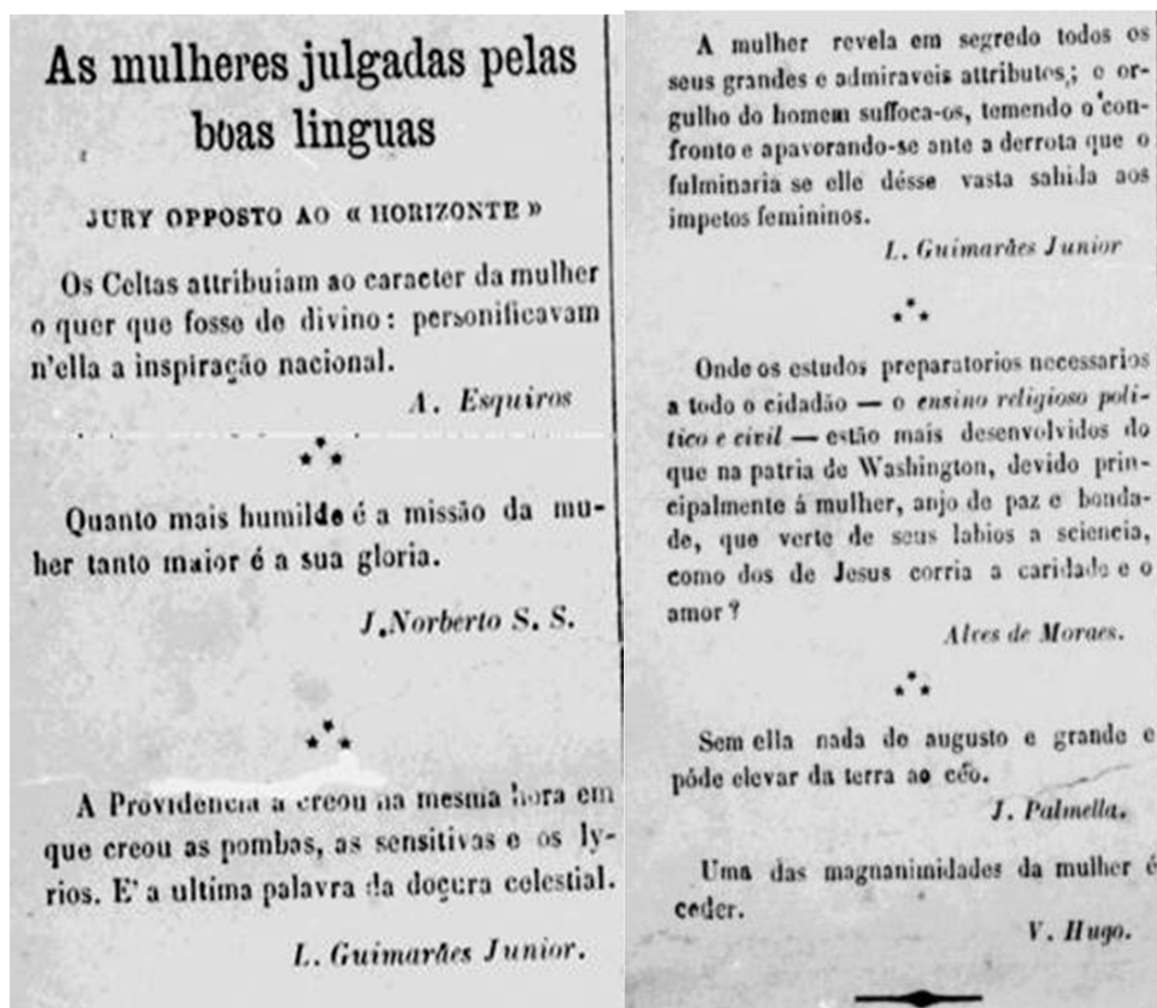 As mulheres julgadas pelas
boas linguas
JURY OPPOSTO AO « HORIZONTE »
Os Celtas attribuiam ao caracter da mulher
o quer que fosse de divino: personificavam
n'ella a inspiração nacional.
A. Esquiros
Quanto mais humilde é a missão da mu-
her tanto maior é a sua gloria.
J. Norberto S. S.
A Providencia a creou na mesma hora em
que creou as pombas, as sensitivas e os ly-
rios. E' a ultima palavra da doçura celestial.
L. Guimarães Junior.
A mulher revela em segredo todos os
seus grandes e admiraveis attributos; o or-
gulho do homem suffoca-os, temendo o con-
fronto e apavorando-se ante a derrota que o
fulminaria se elle désse vasta sahida aos
impetos femininos.
L. Guimarães Junior
Onde os estudos preparatorios necessarios
a todo o cidadão — o ensino religioso poli-
tico e civil — estão mais desenvolvidos do
que na patria de Washington, devido prin-
cipalmente á mulher, anjo de paz e bonda-
de, que verte de seus labios a sciencia,
como dos de Jesus corria a caridade e o
amor?
Alves de Moraes.
Sem ella nada de augusto e grande e
póde elevar da terra ao céo.
J. Palmella.
Uma das magnanimidades da mulher é
ceder.
V. Hugo.